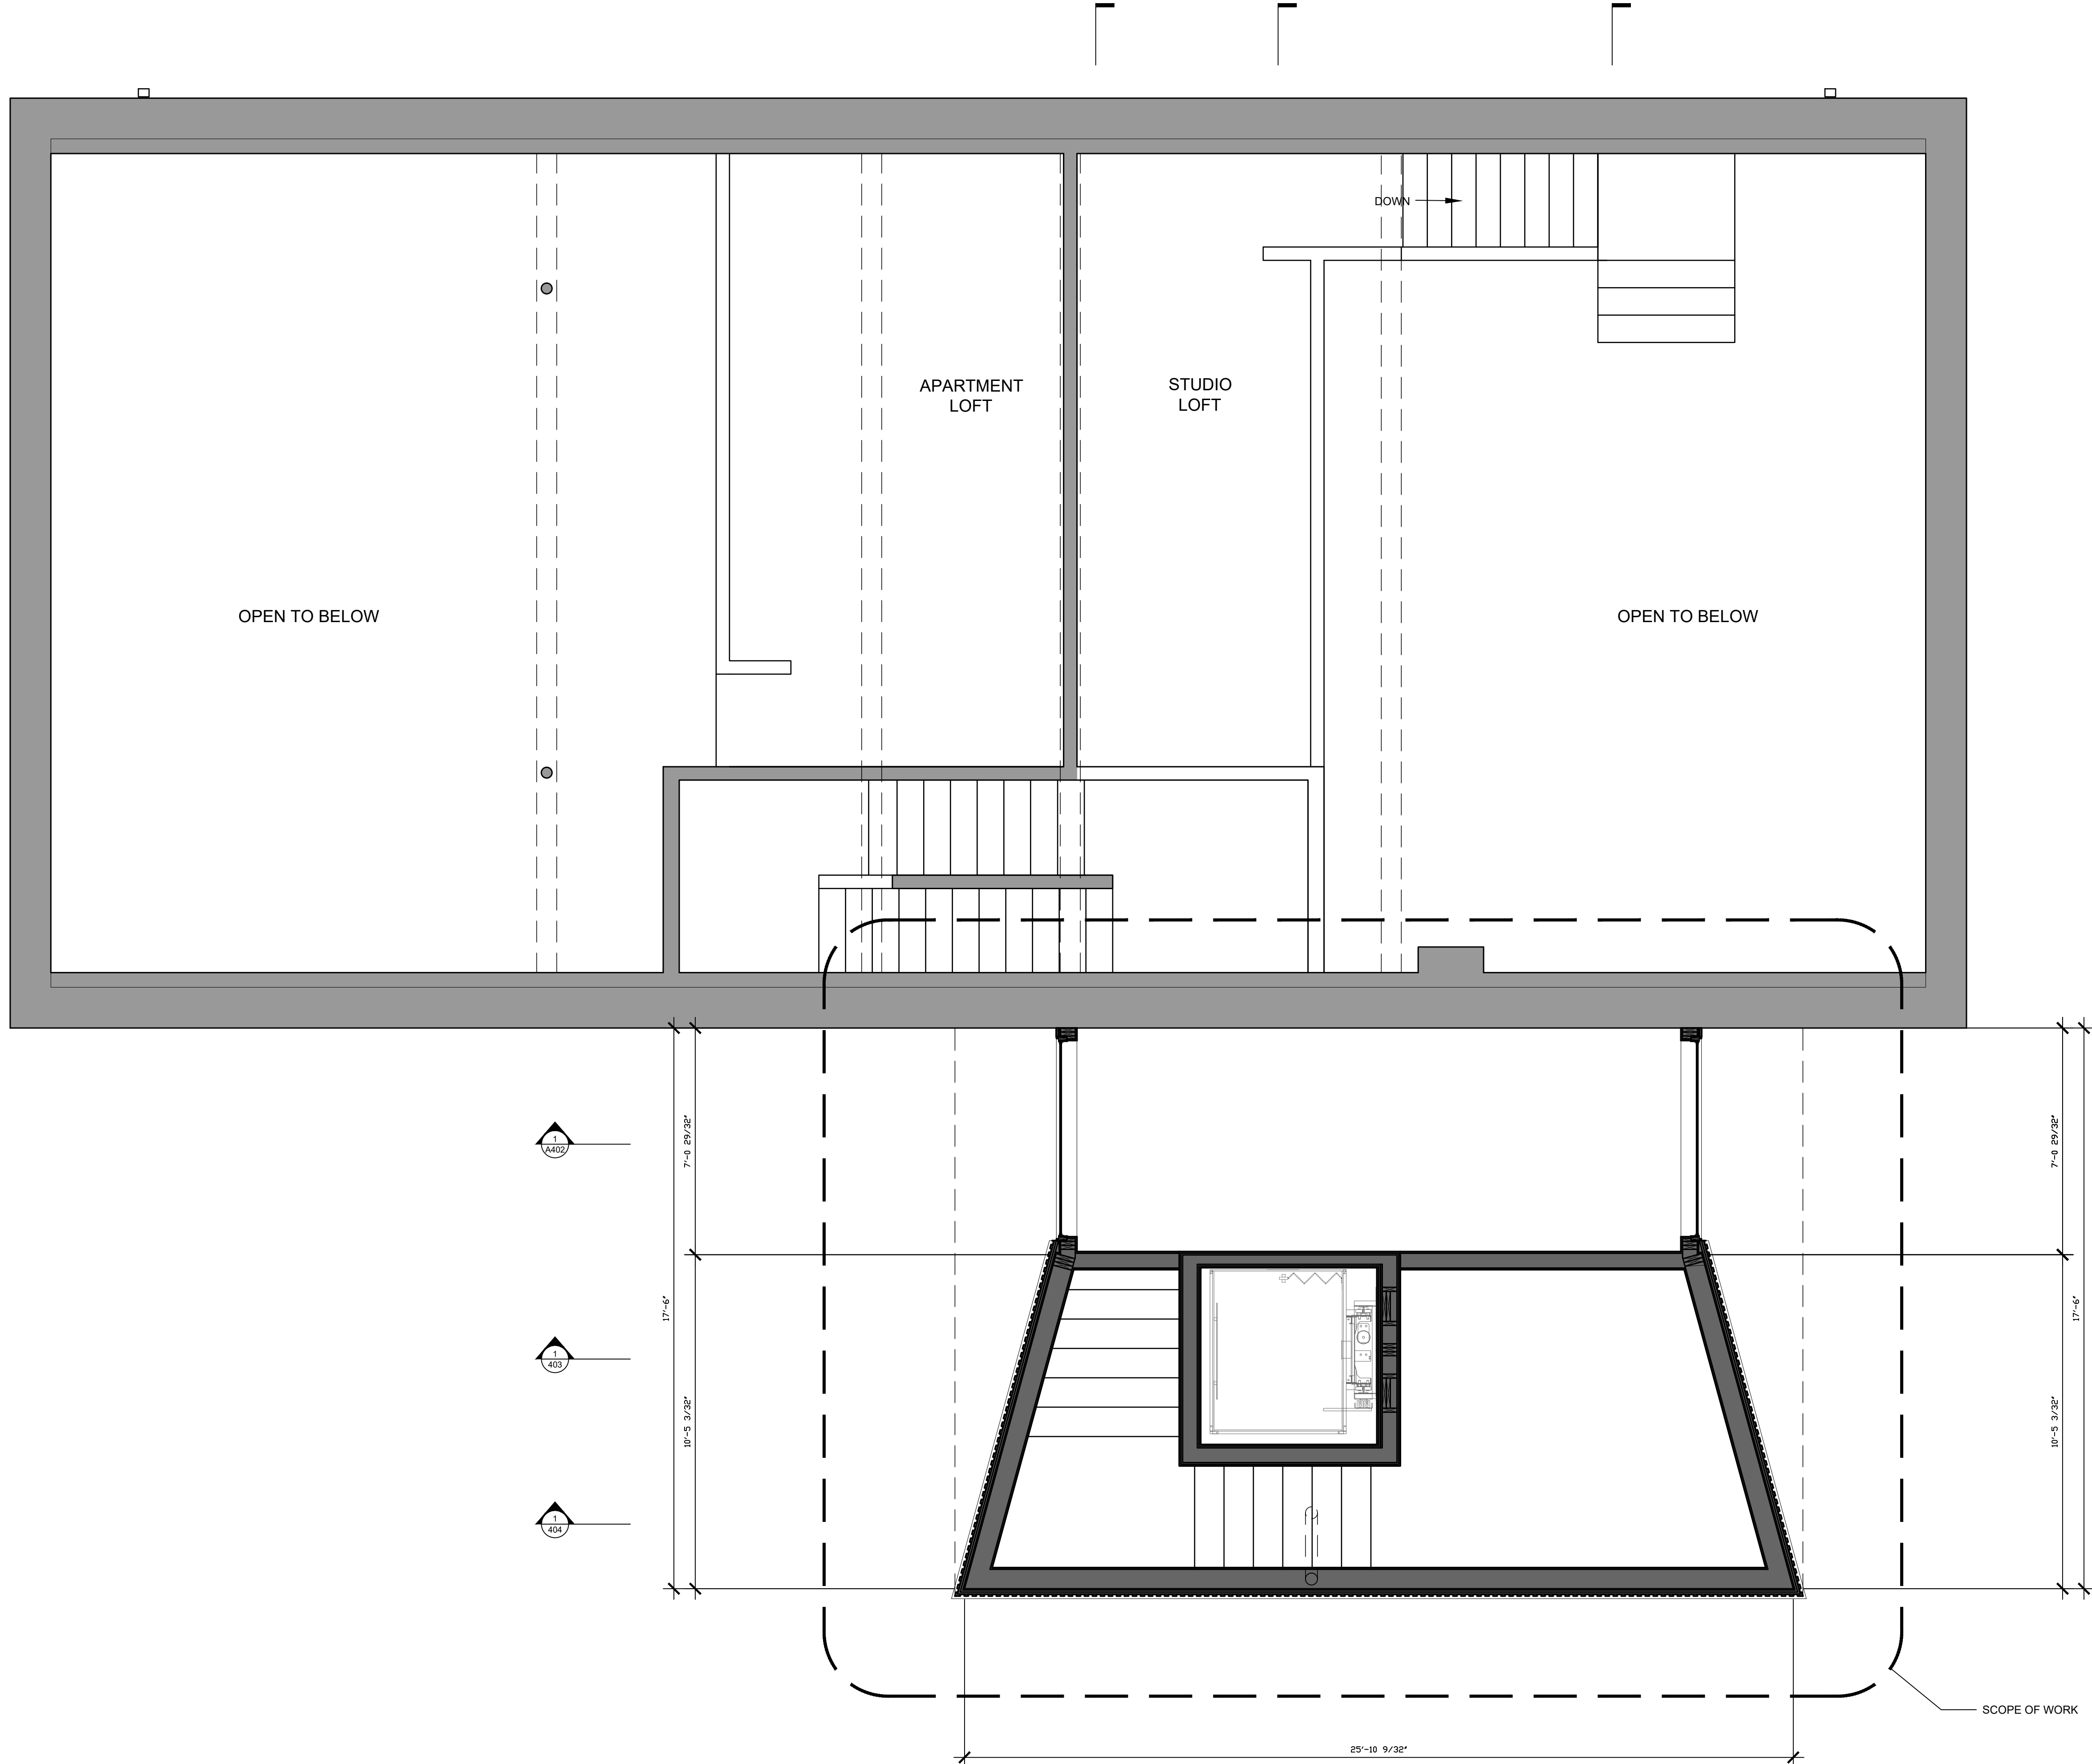 DOWN
APARTMENT
LOFT
STUDIO
LOFT
OPEN TO BELOW
OPEN TO BELOW
1
A402
7'-0 29/32"
7'-0 29/32"
17'-6"
17'-6"
1
403
10'-5 3/32"
10'-5 3/32"
1
404
SCOPE OF WORK
25'-10 9/32"